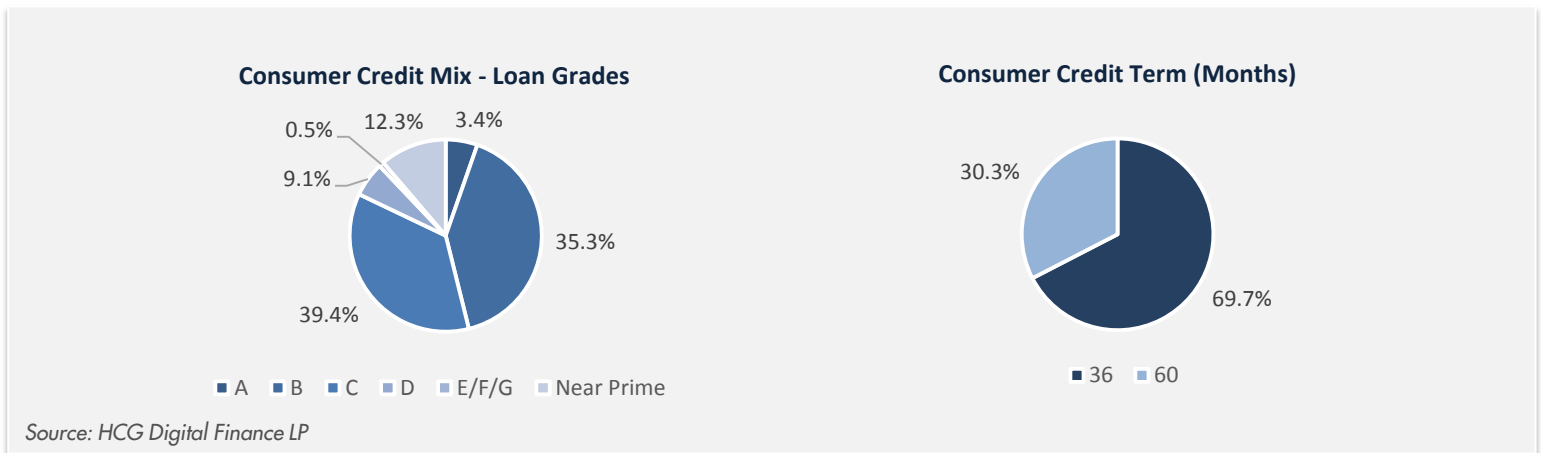 Consumer Credit Mix - Loan Grades
0.5%
12.3%
3.4%
9.1%
35.3%
39.4%
A B C D E/F/G Near Prime
Consumer Credit Term (Months)
30.3%
69.7%
36 60
Source: HCG Digital Finance LP